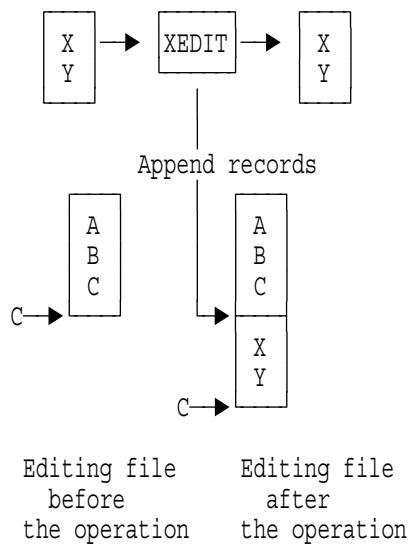 X XEDIT X
Y Y
Append records
A A
B B
C C
C
X
Y
C
Editing file Editing file
before after
the operation the operation